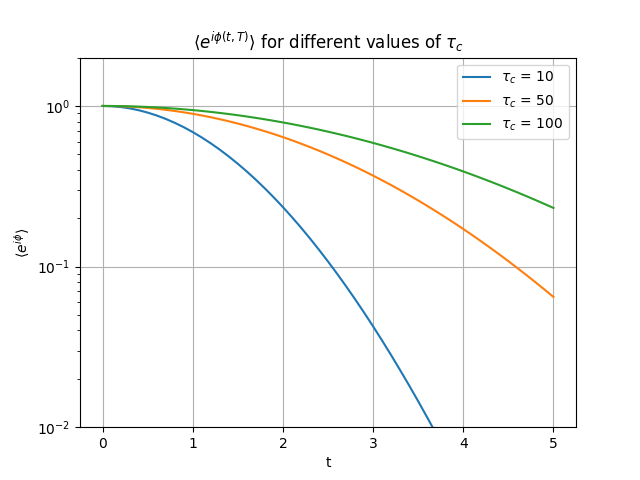 ⟨e^{iϕ(t, T)}⟩ for different values of τ_c
τ_c = 10
τ_c = 50
τ_c = 100
⟨e^{iϕ}⟩
10^0
10^{-1}
10^{-2}
0 1 2 3 4 5
t